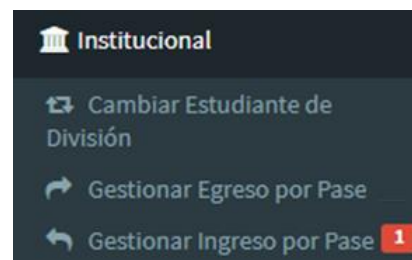 Institucional
Cambiar Estudiante de
División
Gestionar Egreso por Pase
Gestionar Ingreso por Pase 1